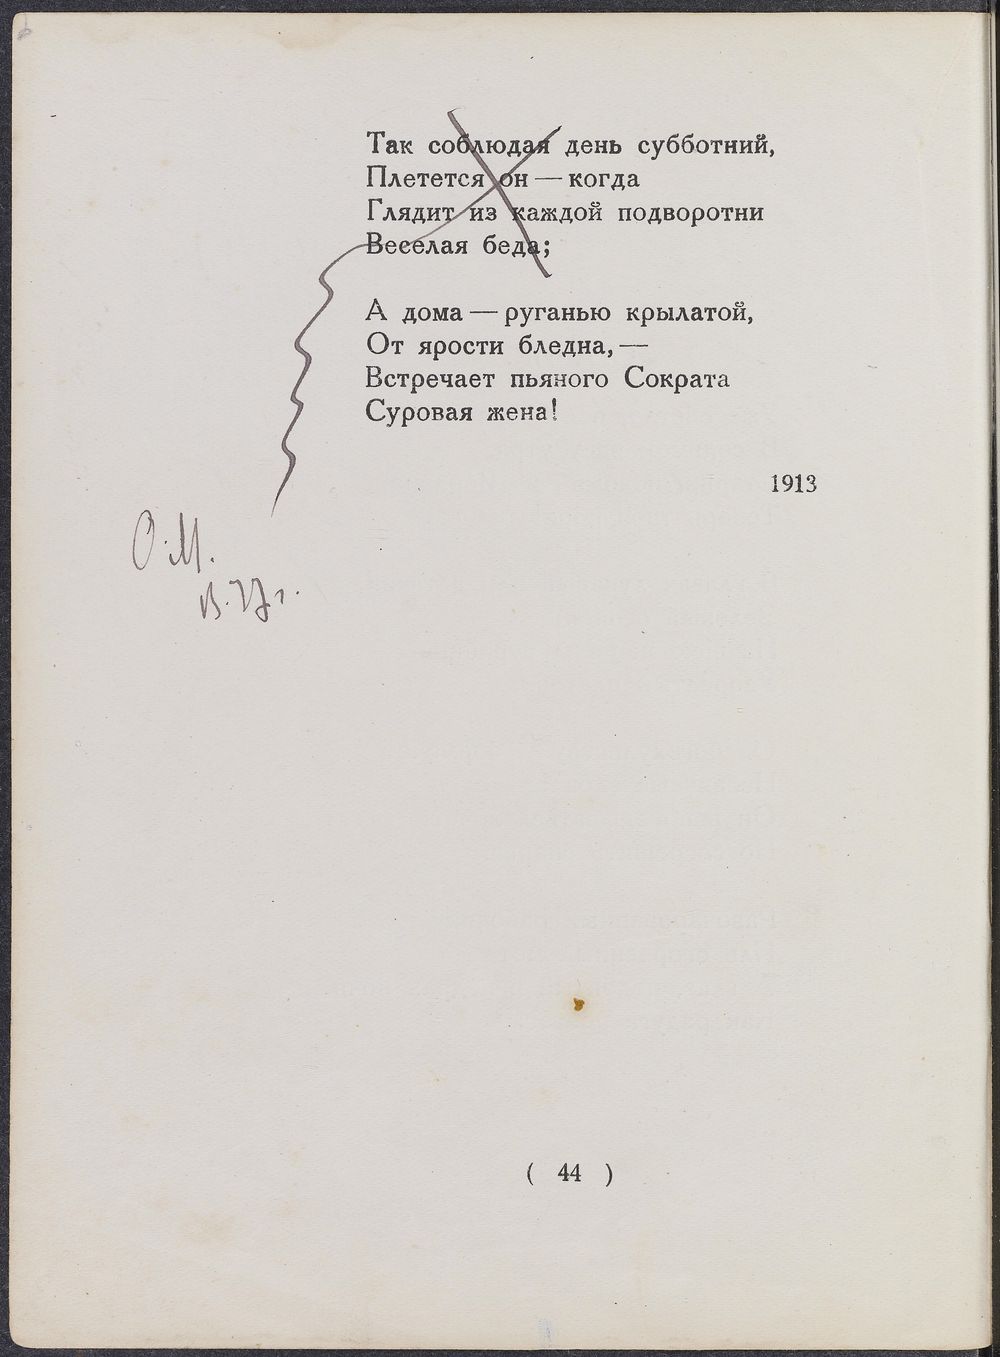 Так соблюдая день субботний,
Плетется он — когда
Глядит из каждой подворотни
Веселая беда;
А дома — руганью крылатой,
От ярости бледна, —
Встречает пьяного Сократа
Суровая жена!
1913
О.М.
( 44 )